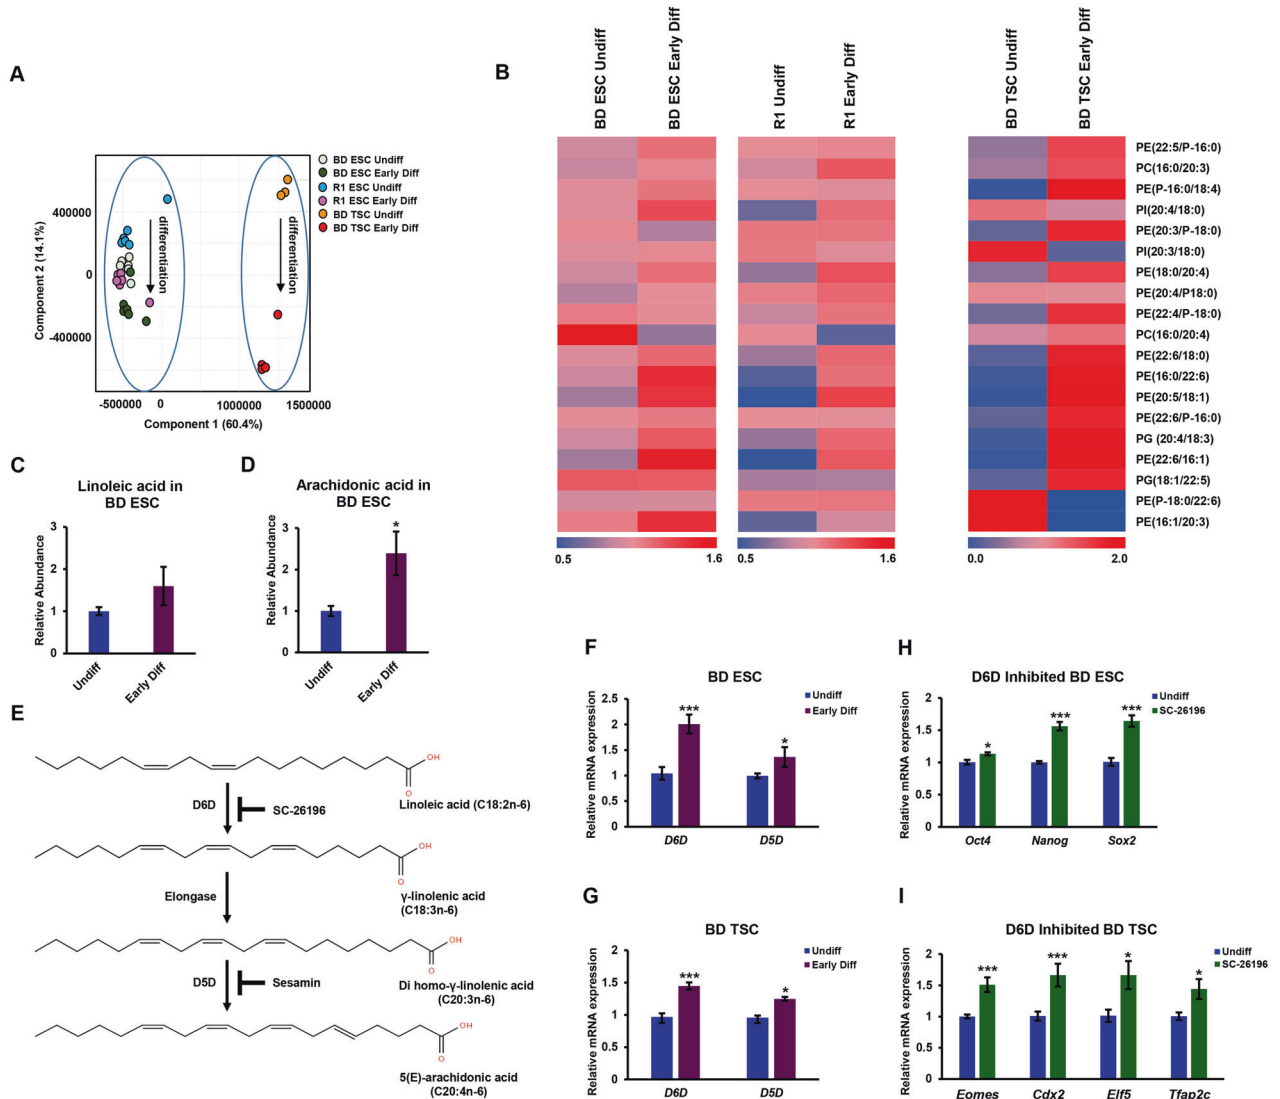 A
BD ESC Undiff
BD ESC Early Diff
R1 ESC Undiff
R1 ESC Early Diff
BD TSC Undiff
BD TSC Early Diff
differentiation
differentiation
Component 2 (14.1%)
400000
0
-400000
-500000 0 1000000 1500000
Component 1 (60.4%)
B
BD ESC Undiff
BD ESC Early Diff
R1 Undiff
R1 Early Diff
BD TSC Undiff
BD TSC Early Diff
PE(22:5/P-16:0)
PC(16:0/20:3)
PE(P-16:0/18:4)
PI(20:4/18:0)
PE(20:3/P-18:0)
PI(20:3/18:0)
PE(18:0/20:4)
PE(20:4/P18:0)
PE(22:4/P-18:0)
PC(16:0/20:4)
PE(22:6/18:0)
PE(16:0/22:6)
PE(20:5/18:1)
PE(22:6/P-16:0)
PG (20:4/18:3)
PE(22:6/16:1)
PG(18:1/22:5)
PE(P-18:0/22:6)
PE(16:1/20:3)
0.5 1.6
0.5 1.6
0.0 2.0
C
Linoleic acid in
BD ESC
Relative Abundance
3
2
1
0
Undiff
Early Diff
D
Arachidonic acid in
BD ESC
Relative Abundance
3
2
1
0
*
Undiff
Early Diff
E
OH
O
Linoleic acid (C18:2n-6)
D6D
SC-26196
OH
O
γ-linolenic acid
(C18:3n-6)
Elongase
OH
O
Di homo-γ-linolenic acid
(C20:3n-6)
D5D
Sesamin
OH
O
5(E)-arachidonic acid
(C20:4n-6)
F
BD ESC
Undiff
Early Diff
Relative mRNA expression
2.5
2
1.5
1
0.5
0
***
*
D6D
D5D
G
BD TSC
Undiff
Early Diff
Relative mRNA expression
2
1.5
1
0.5
0
***
*
D6D
D5D
H
D6D Inhibited BD ESC
Undiff
SC-26196
Relative mRNA expression
2
1.5
1
0.5
0
*
***
***
Oct4
Nanog
Sox2
I
D6D Inhibited BD TSC
Undiff
SC-26196
Relative mRNA expression
2
1.5
1
0.5
0
***
***
*
*
Eomes
Cdx2
Elf5
Tfap2c